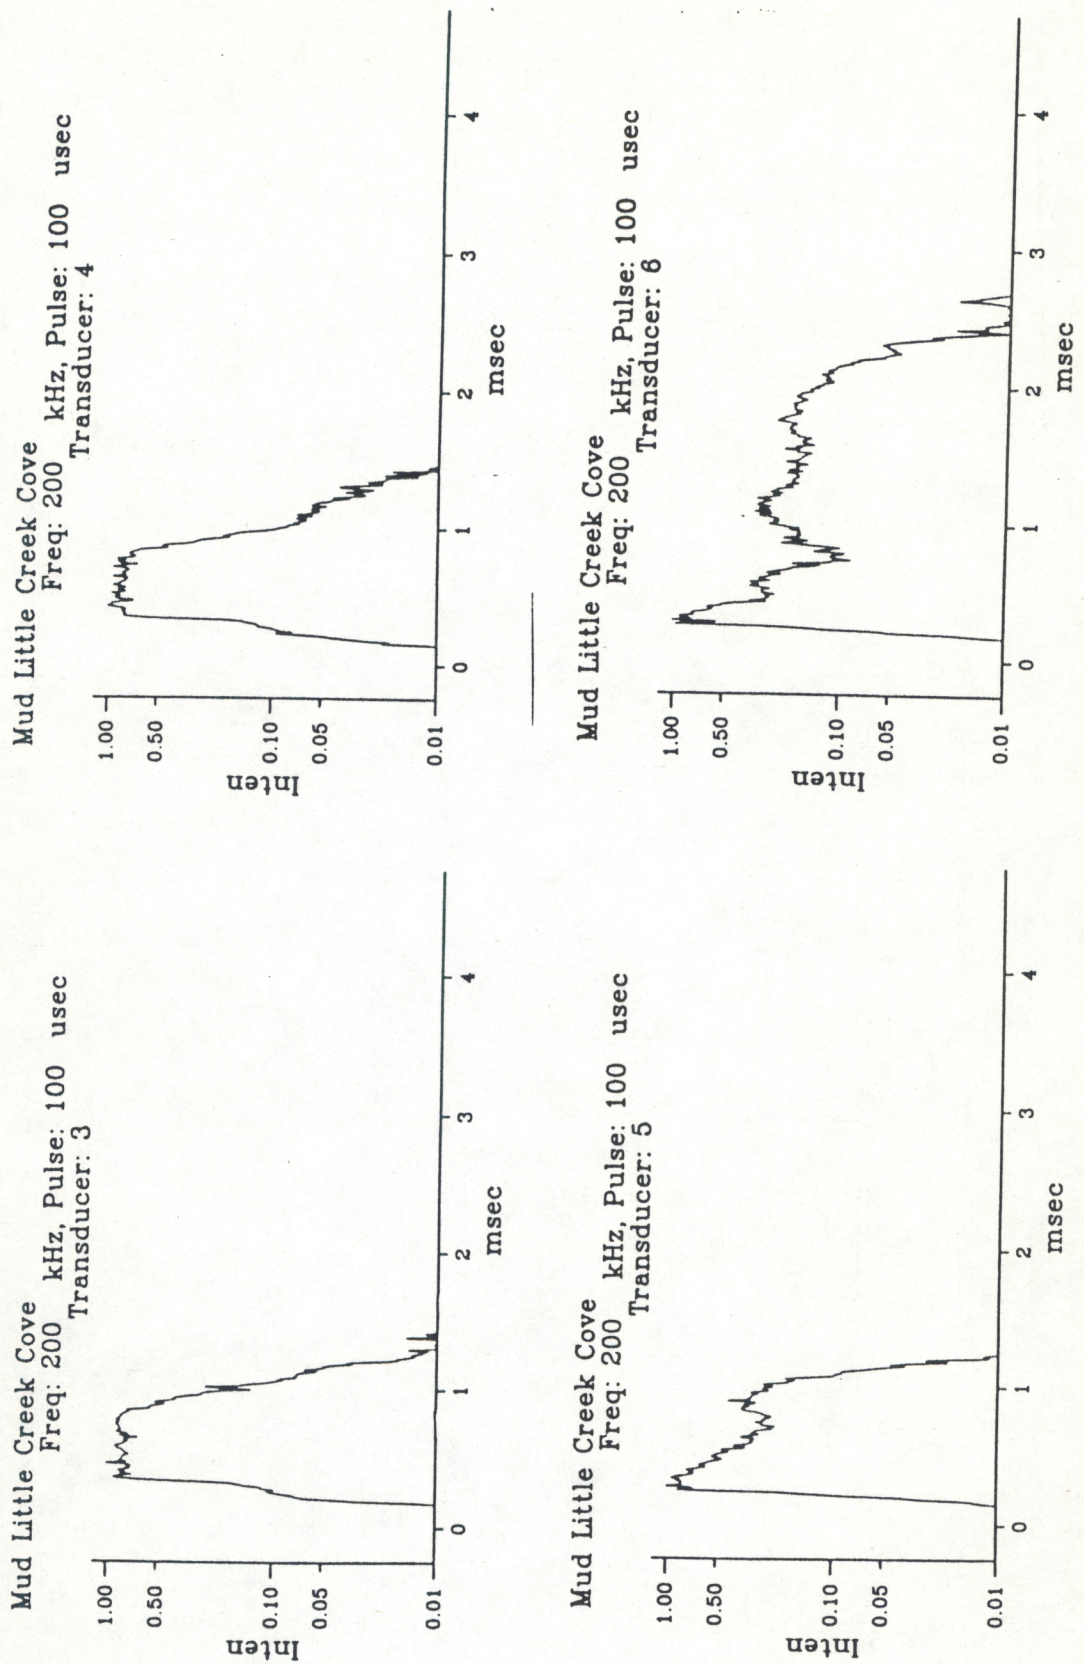 Mud Little Creek Cove
Freq: 200 kHz, Pulse: 100 usec
Transducer: 3
Inten
1.00
0.50
0.10
0.05
0.01
0 1 2 3 4
msec
Mud Little Creek Cove
Freq: 200 kHz, Pulse: 100 usec
Transducer: 4
Inten
1.00
0.50
0.10
0.05
0.01
0 1 2 3 4
msec
Mud Little Creek Cove
Freq: 200 kHz, Pulse: 100 usec
Transducer: 5
Inten
1.00
0.50
0.10
0.05
0.01
0 1 2 3 4
msec
Mud Little Creek Cove
Freq: 200 kHz, Pulse: 100 usec
Transducer: 6
Inten
1.00
0.50
0.10
0.05
0.01
0 1 2 3 4
msec